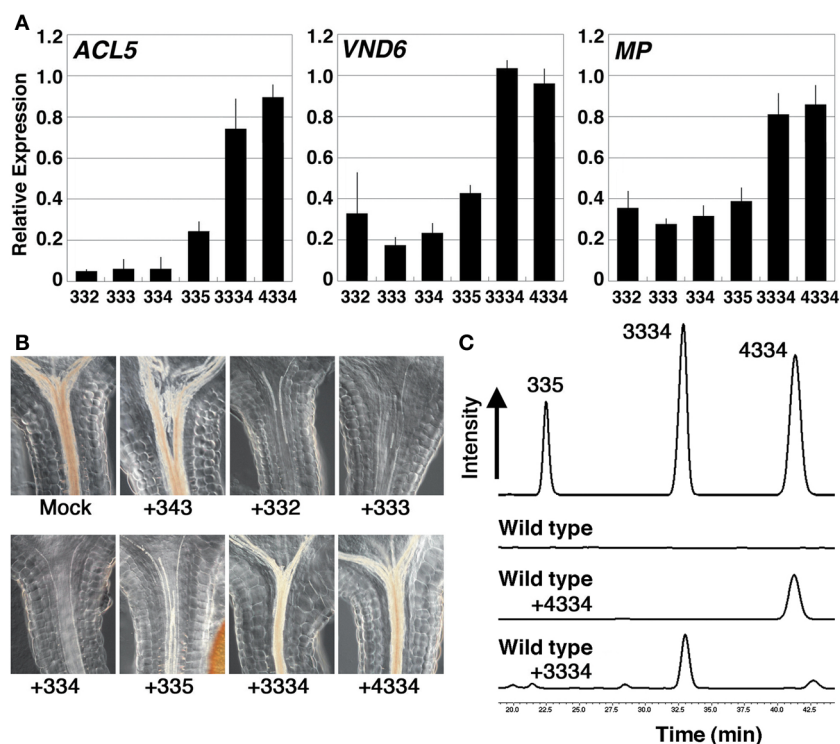 A
ACL5
VND6
MP
Relative Expression
1.2
1.0
0.8
0.6
0.4
0.2
0
332 333 334 335 3334 4334
1.2
1.0
0.8
0.6
0.4
0.2
0
332 333 334 335 3334 4334
1.2
1.0
0.8
0.6
0.4
0.2
0
332 333 334 335 3334 4334
B
Mock +343 +332 +333
+334 +335 +3334 +4334
C
Intensity
335
3334
4334
Wild type
Wild type
+4334
Wild type
+3334
20.0 22.5 25.0 27.5 30.0 32.5 35.0 37.5 40.0 42.5
Time (min)